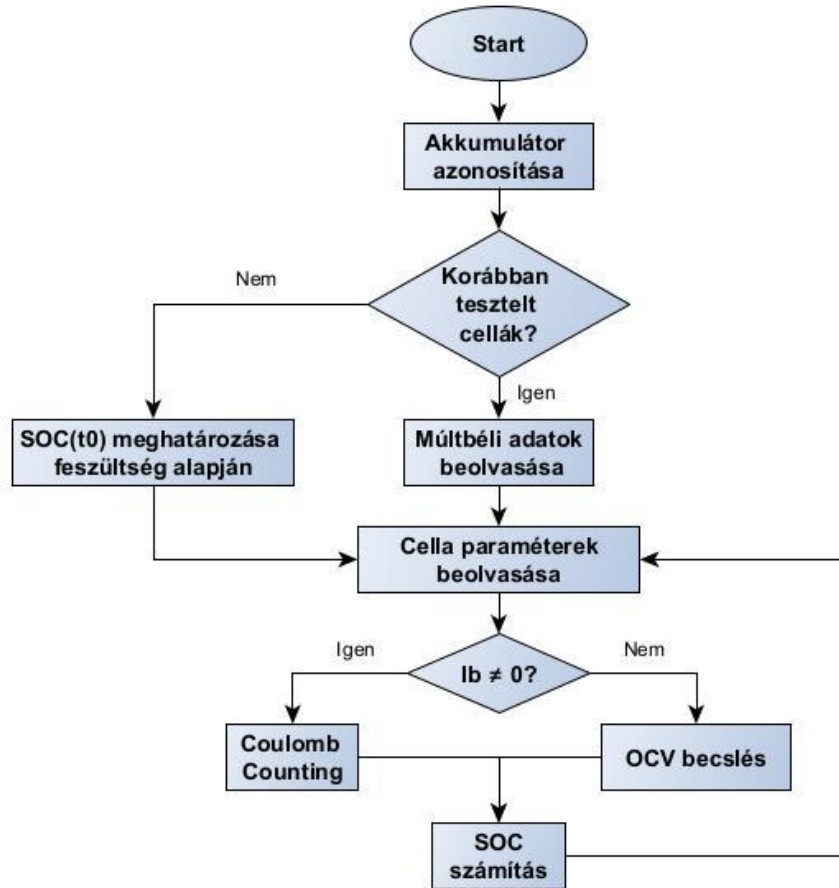 Start
Akkumulátor
azonosítása
Korábban
tesztelt
cellák?
Nem
Igen
SOC(t0) meghatározása
feszültség alapján
Múltbéli adatok
beolvasása
Cella paraméterek
beolvasása
Ib ≠ 0?
Igen
Nem
Coulomb
Counting
OCV becslés
SOC
számítás